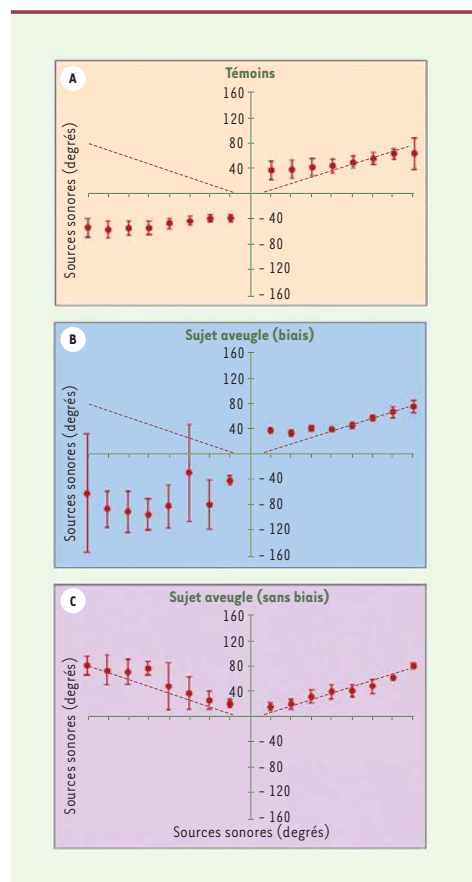 A
Témoins
Sources sonores (degrés)
160
120
80
40
- 40
- 80
- 120
- 160
B
Sujet aveugle (biais)
Sources sonores (degrés)
160
120
80
40
- 40
- 80
- 120
- 160
C
Sujet aveugle (sans biais)
Sources sonores (degrés)
160
120
80
40
- 40
- 80
- 120
- 160
Sources sonores (degrés)